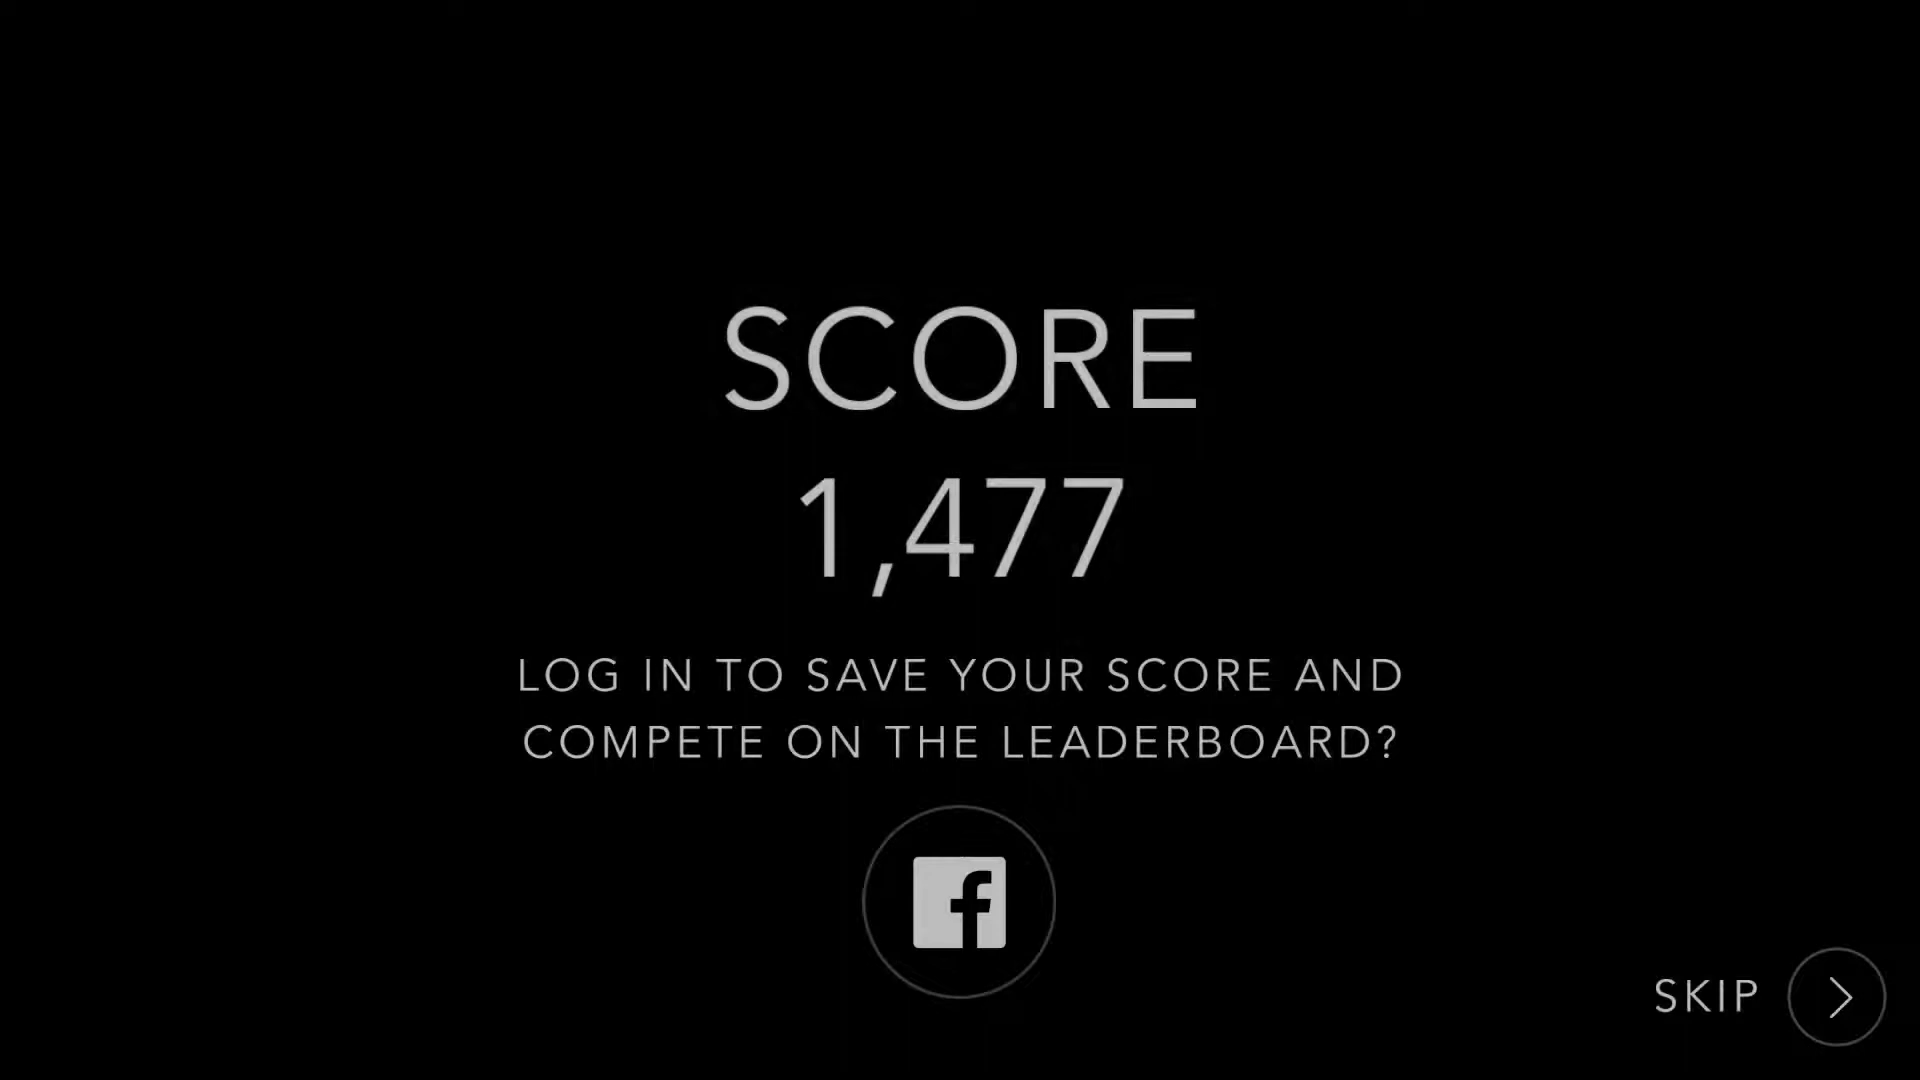 SCORE
1,477
LOG IN TO SAVE YOUR SCORE AND
COMPETE ON THE LEADERBOARD?
f
SKIP